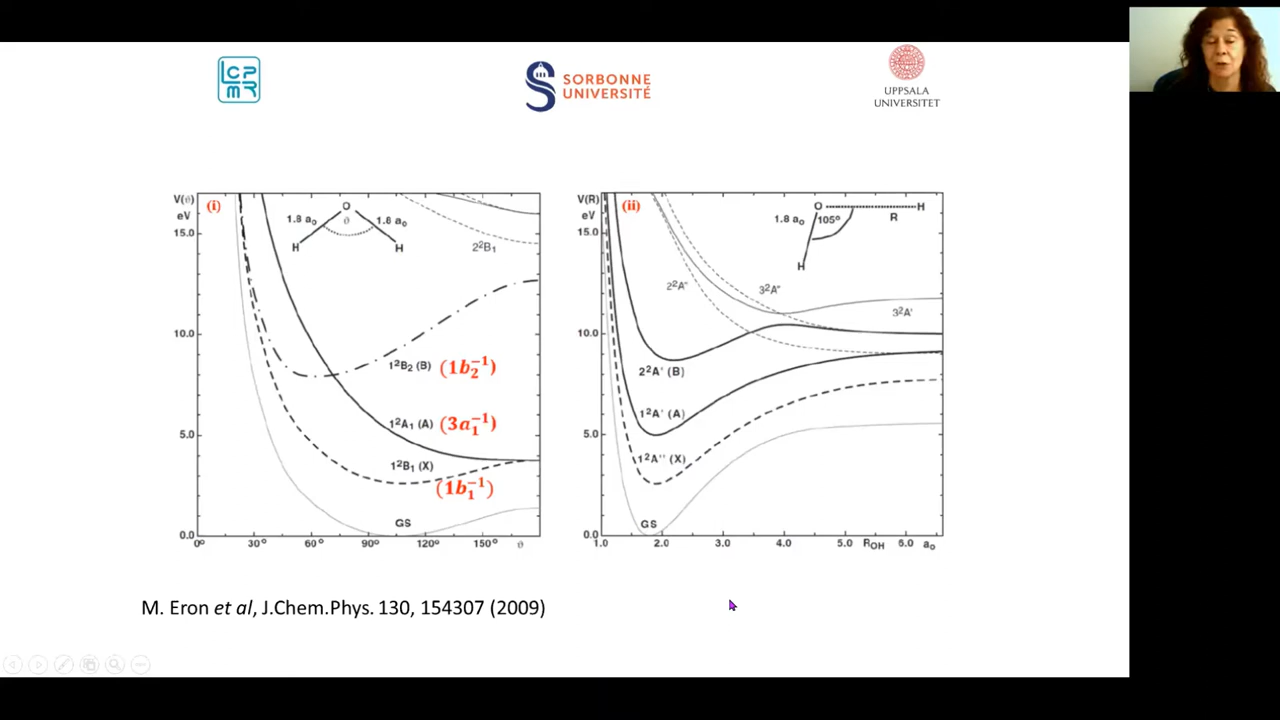 LCPMR
SORBONNE
UNIVERSITÉ
UPPSALA
UNIVERSITET
V(ϑ)
eV
(i)
15.0
10.0
5.0
0.0
O
1.8 a₀
ϑ
1.8 a₀
H
H
2²B₁
1²B₂ (B) (1b₂⁻¹)
1²A₁ (A) (3a₁⁻¹)
1²B₁ (X)
(1b₁⁻¹)
GS
0° 30° 60° 90° 120° 150° ϑ
V(R)
eV
(ii)
15.0
10.0
5.0
0.0
O
H
1.8 a₀
105°
R
H
2²A"
3²A"
3²A'
2²A' (B)
1²A' (A)
1²A'' (X)
GS
1.0 2.0 3.0 4.0 5.0 R_OH 6.0 a₀
M. Eron et al, J.Chem.Phys. 130, 154307 (2009)